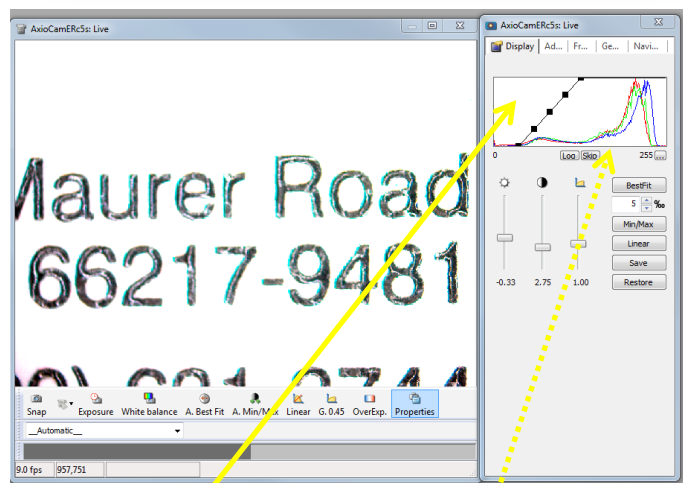 AxioCamERc5s: Live
Maurer Road
66217-9481
Snap Exposure White balance A. Best Fit A. Min/Max Linear G. 0.45 OverExp. Properties
__Automatic__
9.0 fps 957,751
AxioCamERc5s: Live
Display Ad... Fr... Ge... Navi...
0 Log Skip 255 ...
BestFit
5 ‰
Min/Max
Linear
Save
-0.33 2.75 1.00 Restore